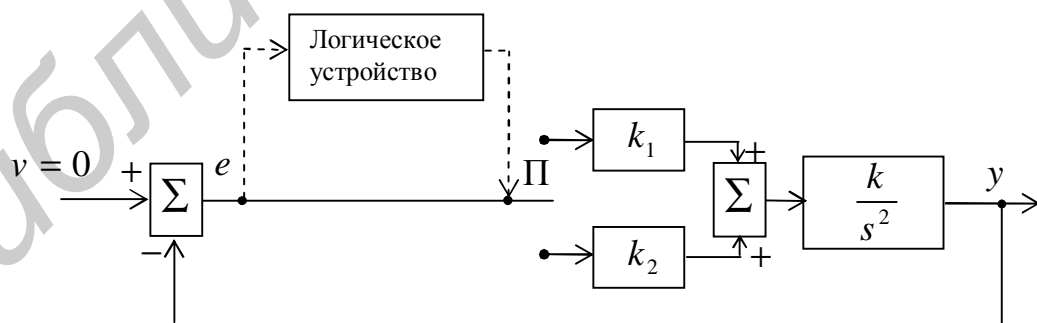 Логическое
устройство
v = 0
+
Σ
−
e
П
k₁
k₂
+
Σ
+
k
s²
y